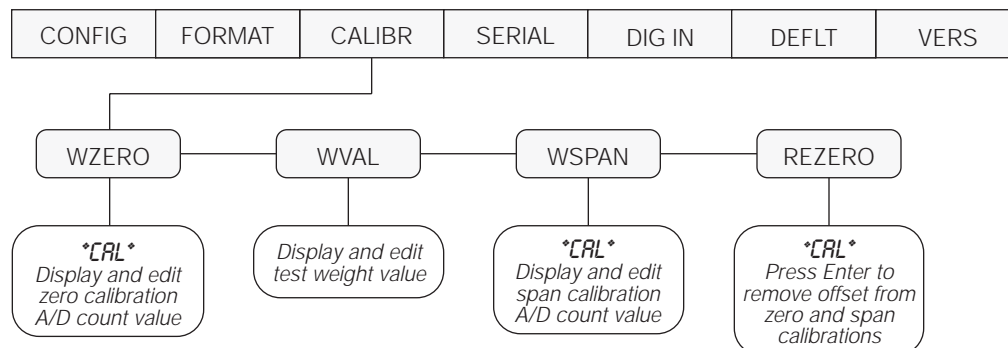 CONFIG FORMAT CALIBR SERIAL DIG IN DEFLT VERS
WZERO WVAL WSPAN REZERO
*CAL*
Display and edit
zero calibration
A/D count value
Display and edit
test weight value
*CAL*
Display and edit
span calibration
A/D count value
*CAL*
Press Enter to
remove offset from
zero and span
calibrations